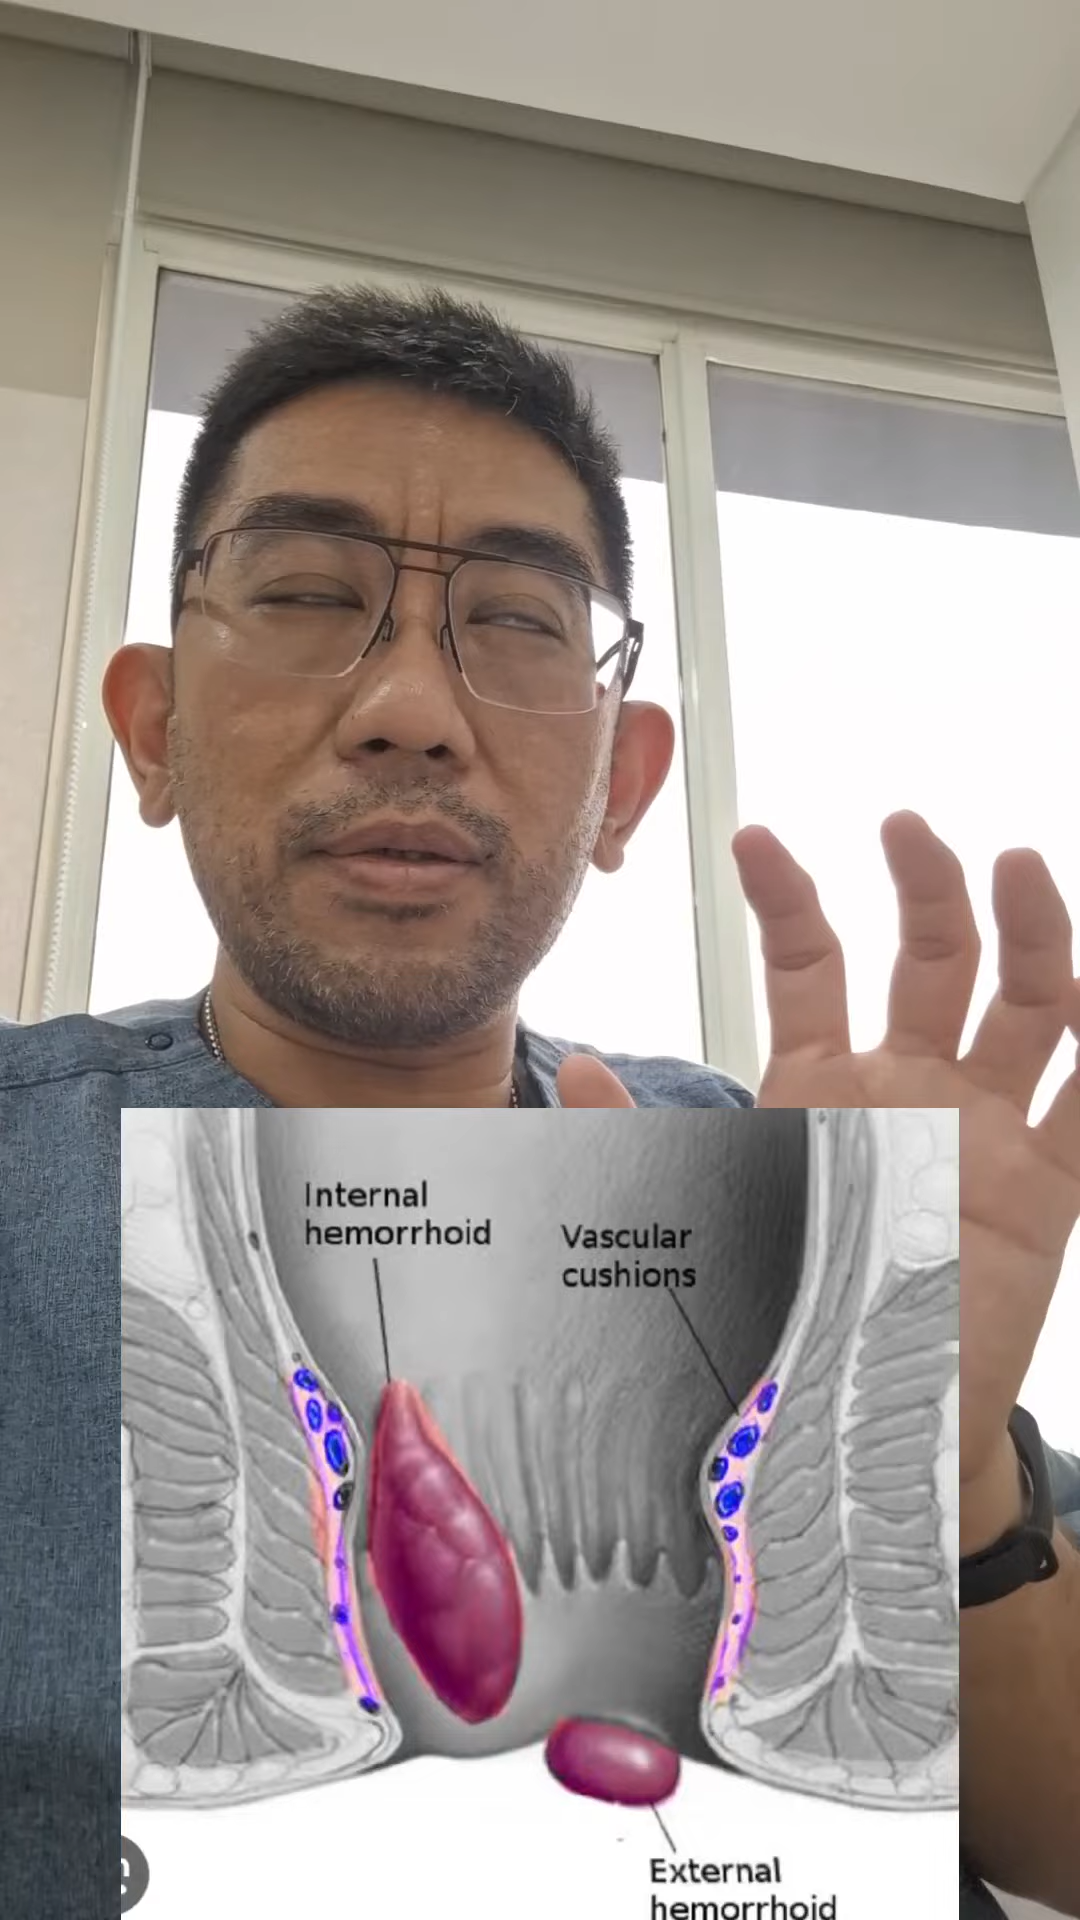 Internal
hemorrhoid
Vascular
cushions
External
hemorrhoid